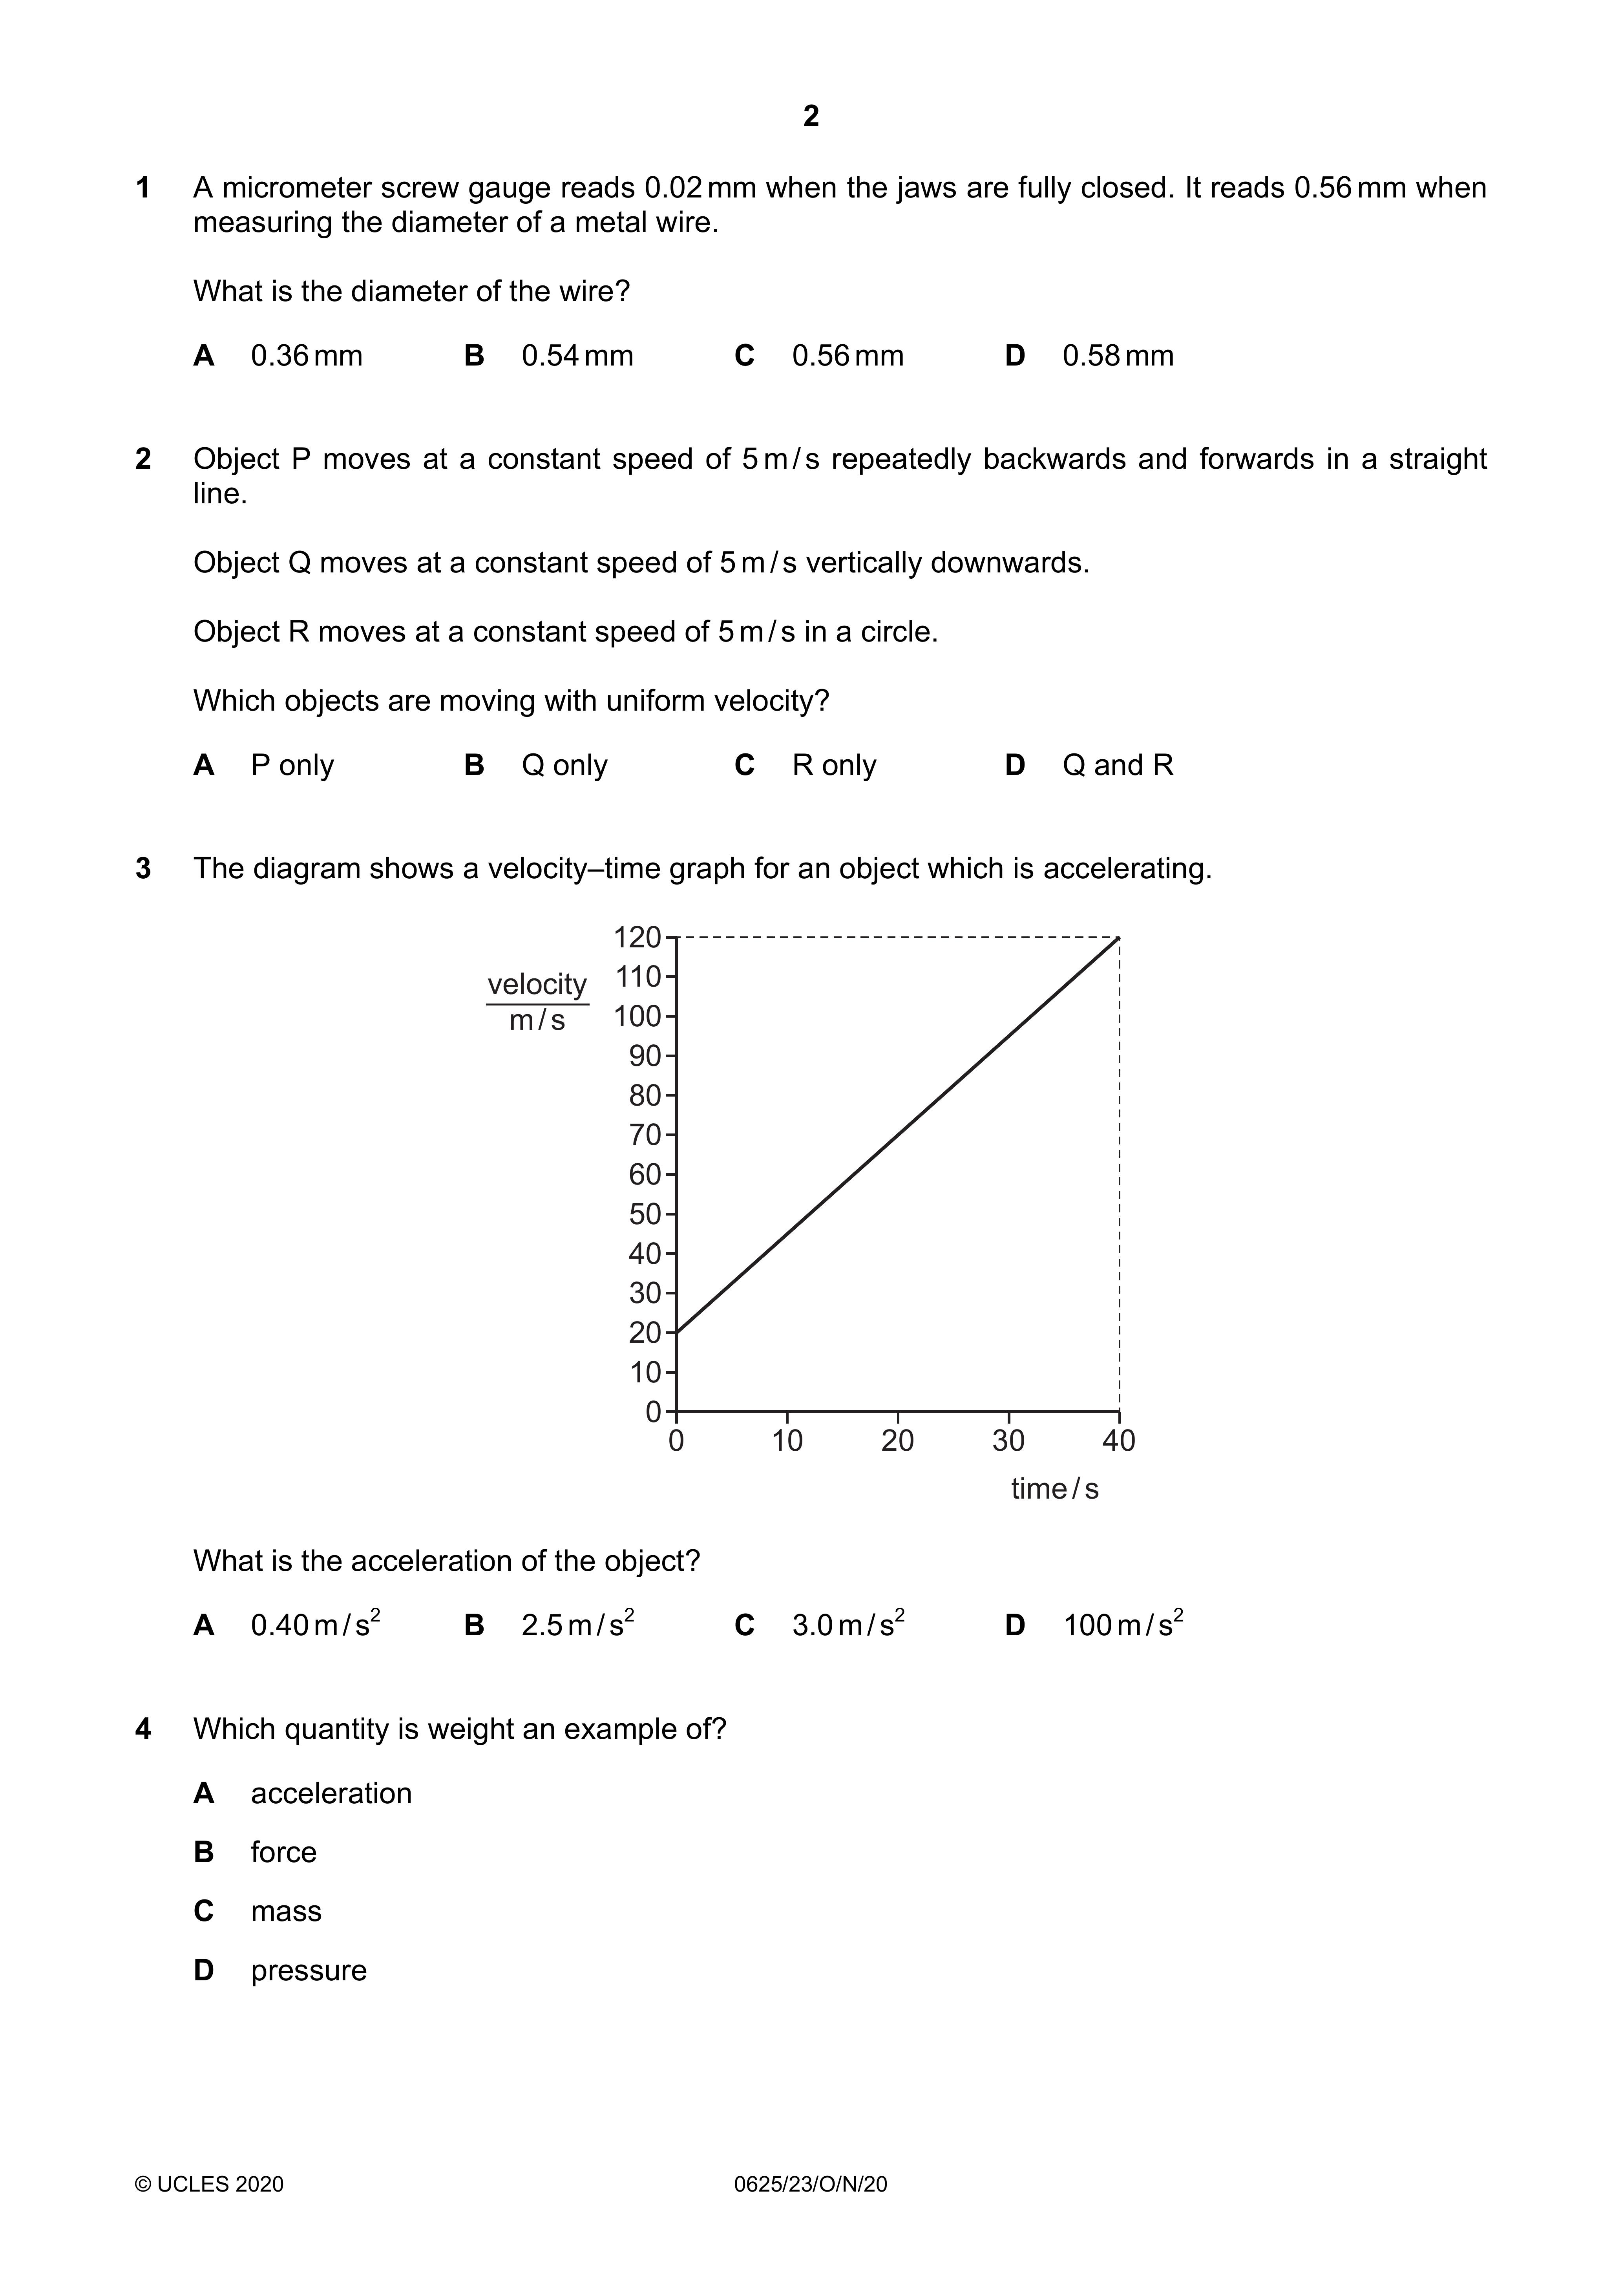 2
1 A micrometer screw gauge reads 0.02 mm when the jaws are fully closed. It reads 0.56 mm when
measuring the diameter of a metal wire.
What is the diameter of the wire?
A 0.36 mm B 0.54 mm C 0.56 mm D 0.58 mm
2 Object P moves at a constant speed of 5 m / s repeatedly backwards and forwards in a straight
line.
Object Q moves at a constant speed of 5 m / s vertically downwards.
Object R moves at a constant speed of 5 m / s in a circle.
Which objects are moving with uniform velocity?
A P only B Q only C R only D Q and R
3 The diagram shows a velocity–time graph for an object which is accelerating.
velocity
m / s
120
110
100
90
80
70
60
50
40
30
20
10
0
0 10 20 30 40
time / s
What is the acceleration of the object?
A 0.40 m / s² B 2.5 m / s² C 3.0 m / s² D 100 m / s²
4 Which quantity is weight an example of?
A acceleration
B force
C mass
D pressure
© UCLES 2020 0625/23/O/N/20